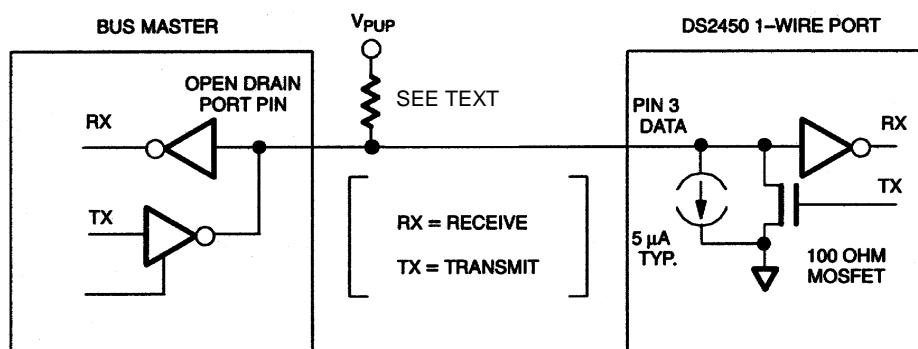 BUS MASTER
VPUP
DS2450 1–WIRE PORT
OPEN DRAIN
PORT PIN
SEE TEXT
RX
PIN 3
DATA
RX
TX
TX
RX = RECEIVE
TX = TRANSMIT
5 µA
TYP.
100 OHM
MOSFET